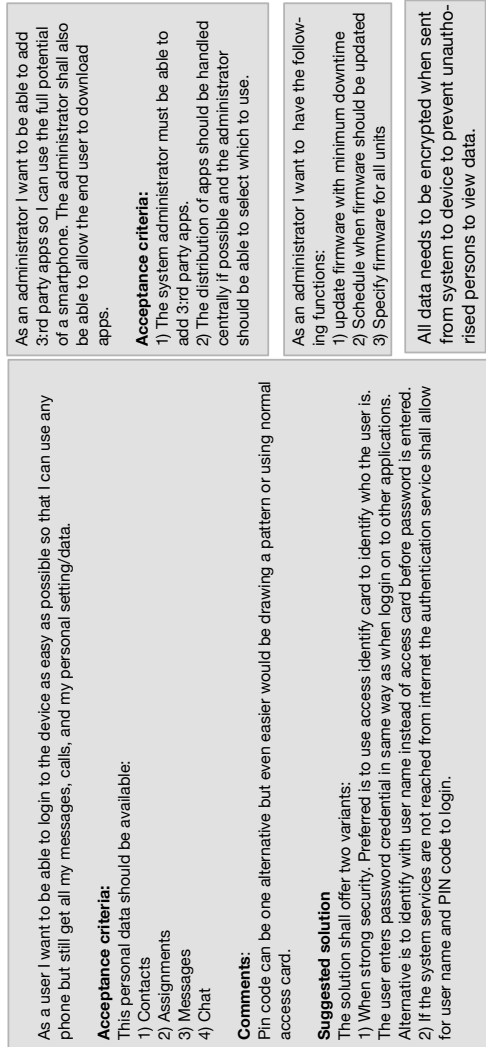 As a user I want to be able to login to the device as easy as possible so that I can use any
phone but still get all my messages, calls, and my personal setting/data.
Acceptance criteria:
This personal data should be available:
1) Contacts
2) Assignments
3) Messages
4) Chat
Comments:
Pin code can be one alternative but even easier would be drawing a pattern or using normal
access card.
Suggested solution
The solution shall offer two variants:
1) When strong security. Preferred is to use access identify card to identify who the user is.
The user enters password credential in same way as when loggin on to other applications.
Alternative is to identify with user name instead of access card before password is entered.
2) If the system services are not reached from internet the authentication service shall allow
for user name and PIN code to login.
As an administrator I want to be able to add
3:rd party apps so I can use the full potential
of a smartphone. The administrator shall also
be able to allow the end user to download
apps.
Acceptance criteria:
1) The system administrator must be able to
add 3:rd party apps.
2) The distribution of apps should be handled
centrally if possible and the administrator
should be able to select which to use.
As an administrator I want to  have the follow-
ing functions:
1) update firmware with minimum downtime
2) Schedule when firmware should be updated
3) Specify firmware for all units
All data needs to be encrypted when sent
from system to device to prevent unautho-
rised persons to view data.